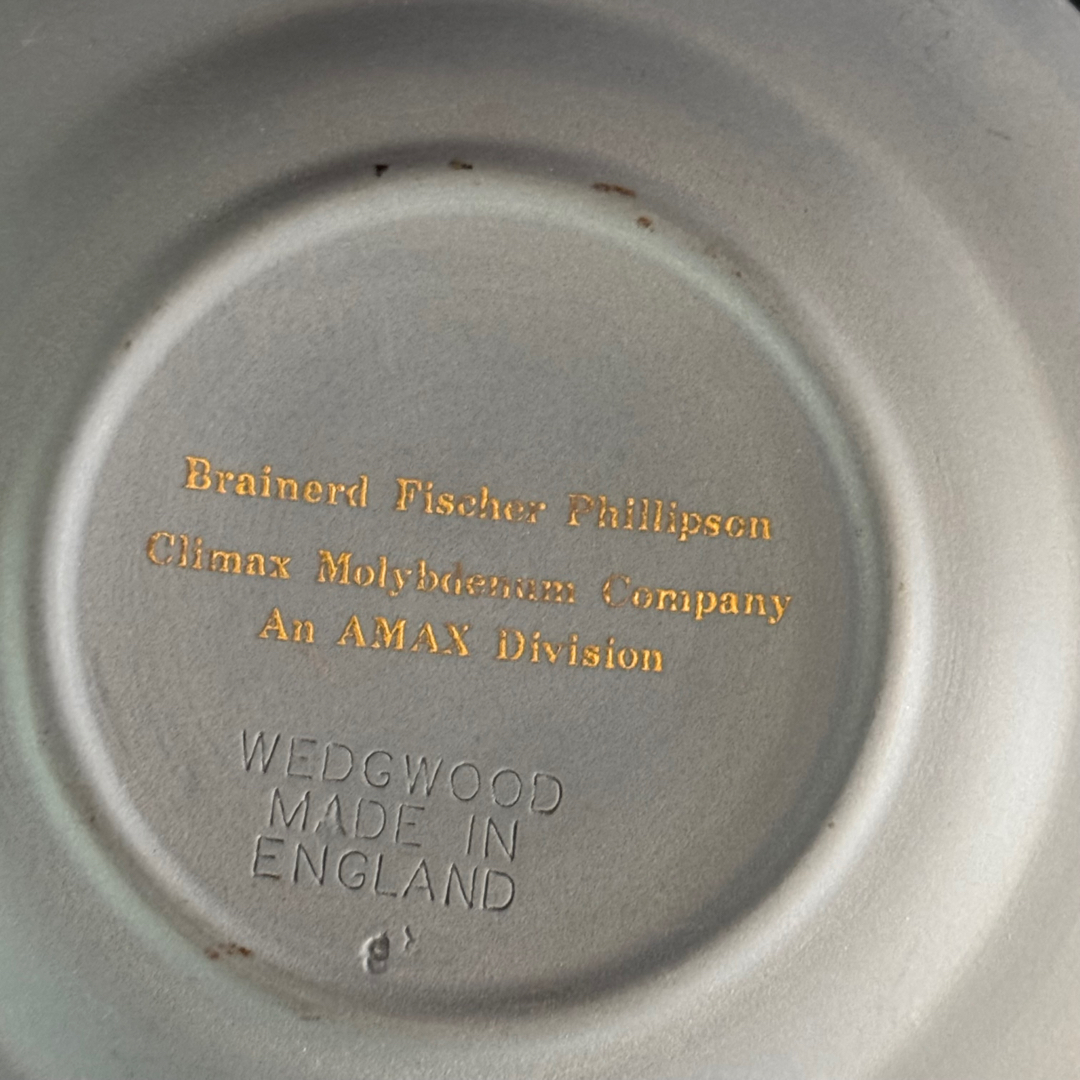 Brainerd Fischer Phillipson
Climax Molybdenum Company
An AMAX Division
WEDGWOOD
MADE IN
ENGLAND